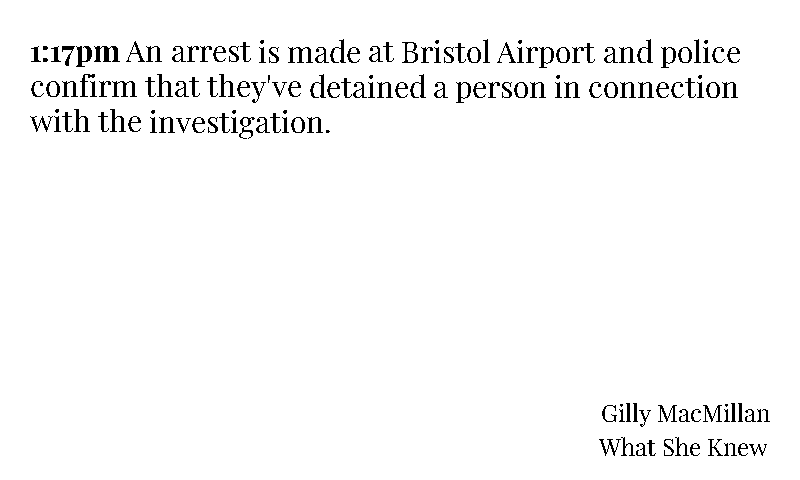 1:17pm An arrest is made at Bristol Airport and police
confirm that they've detained a person in connection
with the investigation.
Gilly MacMillan
What She Knew